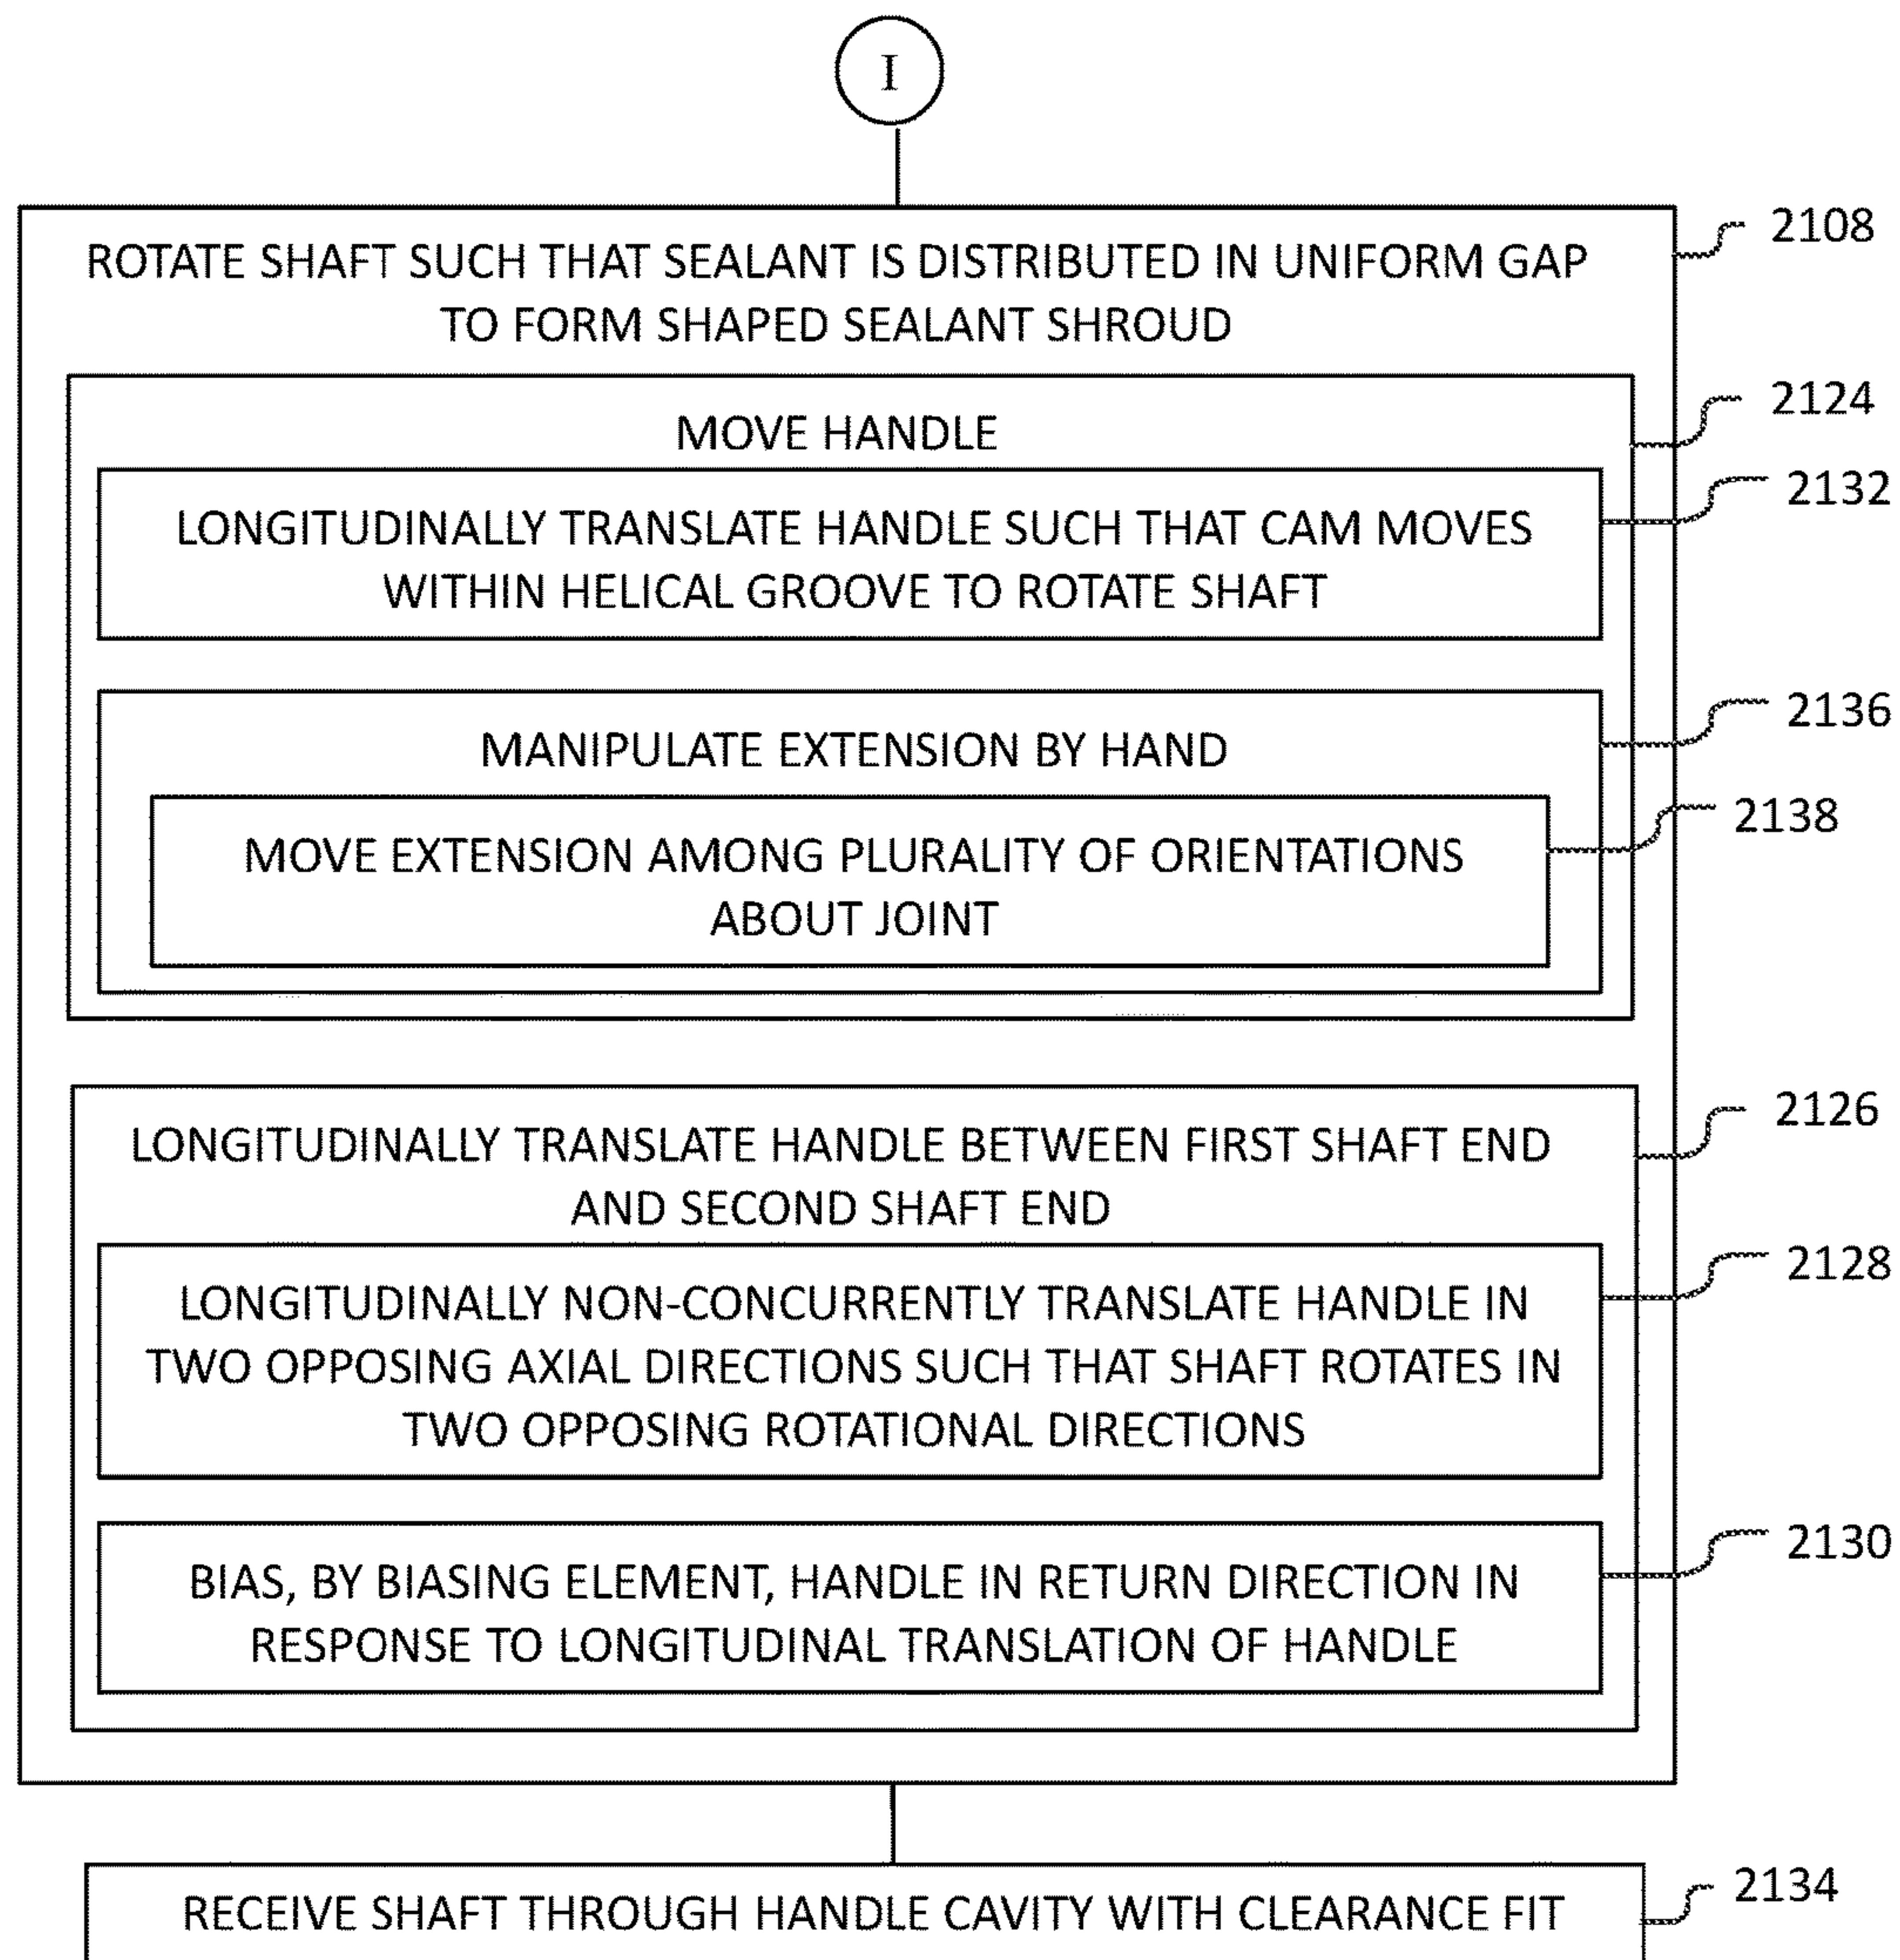 I
ROTATE SHAFT SUCH THAT SEALANT IS DISTRIBUTED IN UNIFORM GAP
TO FORM SHAPED SEALANT SHROUD
2108
MOVE HANDLE
2124
LONGITUDINALLY TRANSLATE HANDLE SUCH THAT CAM MOVES
WITHIN HELICAL GROOVE TO ROTATE SHAFT
2132
MANIPULATE EXTENSION BY HAND
2136
MOVE EXTENSION AMONG PLURALITY OF ORIENTATIONS
ABOUT JOINT
2138
LONGITUDINALLY TRANSLATE HANDLE BETWEEN FIRST SHAFT END
AND SECOND SHAFT END
2126
LONGITUDINALLY NON-CONCURRENTLY TRANSLATE HANDLE IN
TWO OPPOSING AXIAL DIRECTIONS SUCH THAT SHAFT ROTATES IN
TWO OPPOSING ROTATIONAL DIRECTIONS
2128
BIAS, BY BIASING ELEMENT, HANDLE IN RETURN DIRECTION IN
RESPONSE TO LONGITUDINAL TRANSLATION OF HANDLE
2130
RECEIVE SHAFT THROUGH HANDLE CAVITY WITH CLEARANCE FIT
2134